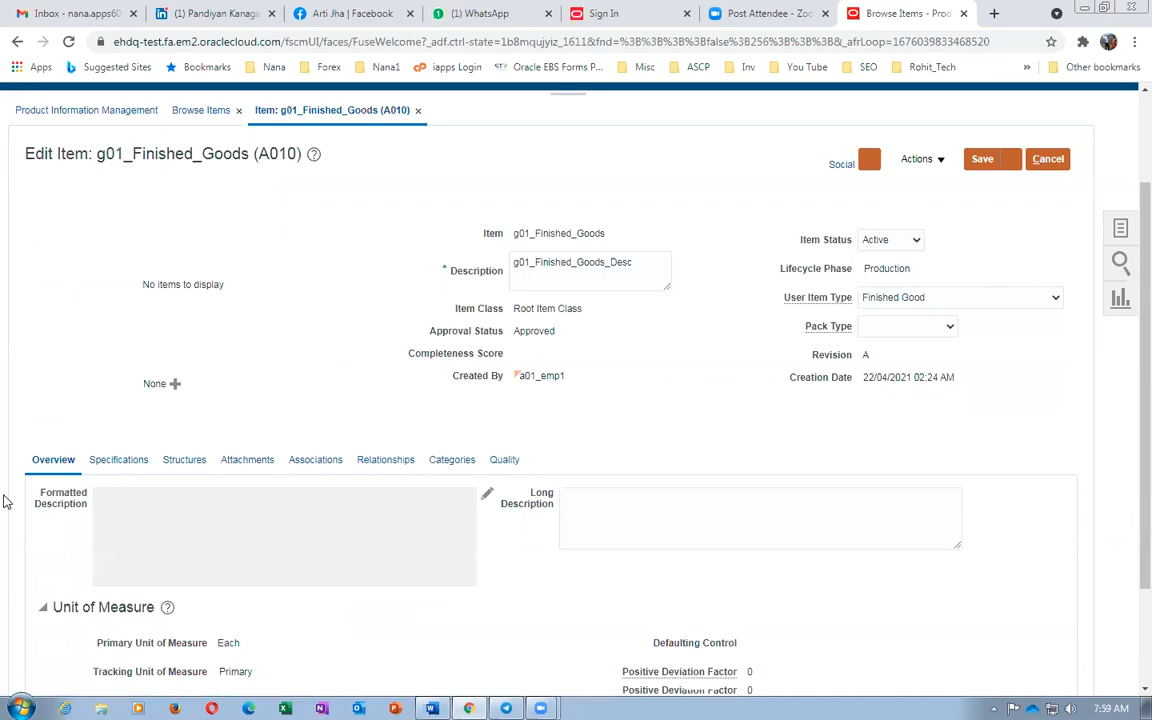 Inbox - nana.apps60
(1) Pandiyan Kanaga
Arti Jha | Facebook
(1) WhatsApp
Sign In
Post Attendee - Zoo
Browse Items - Prod
ehdq-test.fa.em2.oraclecloud.com/fscmUI/faces/FuseWelcome?_adf.ctrl-state=1b8mqujyiz_1611&fnd=%3B%3B%3B%3Bfalse%3B256%3B%3B%3B&_afrLoop=1676039833468520
Apps
Suggested Sites
Bookmarks
Nana
Forex
Nana1
iapps Login
Oracle EBS Forms P...
Misc
ASCP
Inv
You Tube
SEO
Rohit_Tech
»
Other bookmarks
Product Information Management
Browse Items
Item: g01_Finished_Goods (A010)
Edit Item: g01_Finished_Goods (A010)
Social
Actions
Save
Cancel
No items to display
None
Item g01_Finished_Goods
* Description g01_Finished_Goods_Desc
Item Class Root Item Class
Approval Status Approved
Completeness Score
Created By a01_emp1
Item Status Active
Lifecycle Phase Production
User Item Type Finished Good
Pack Type
Revision A
Creation Date 22/04/2021 02:24 AM
Overview
Specifications
Structures
Attachments
Associations
Relationships
Categories
Quality
Formatted
Description
Long
Description
Unit of Measure
Primary Unit of Measure Each
Tracking Unit of Measure Primary
Defaulting Control
Positive Deviation Factor 0
Positive Deviation Factor 0
7:59 AM